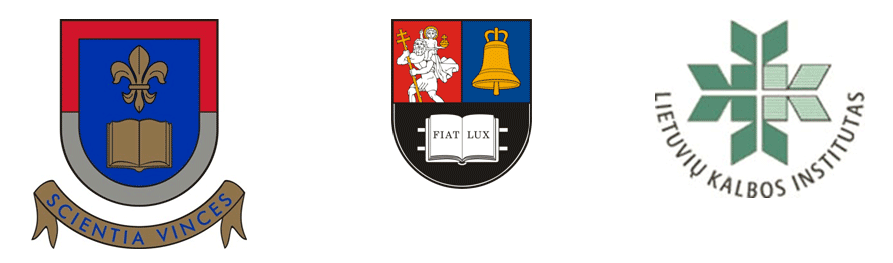 SCIENTIA VINCES
FIAT LUX
LIETUVIŲ KALBOS INSTITUTAS